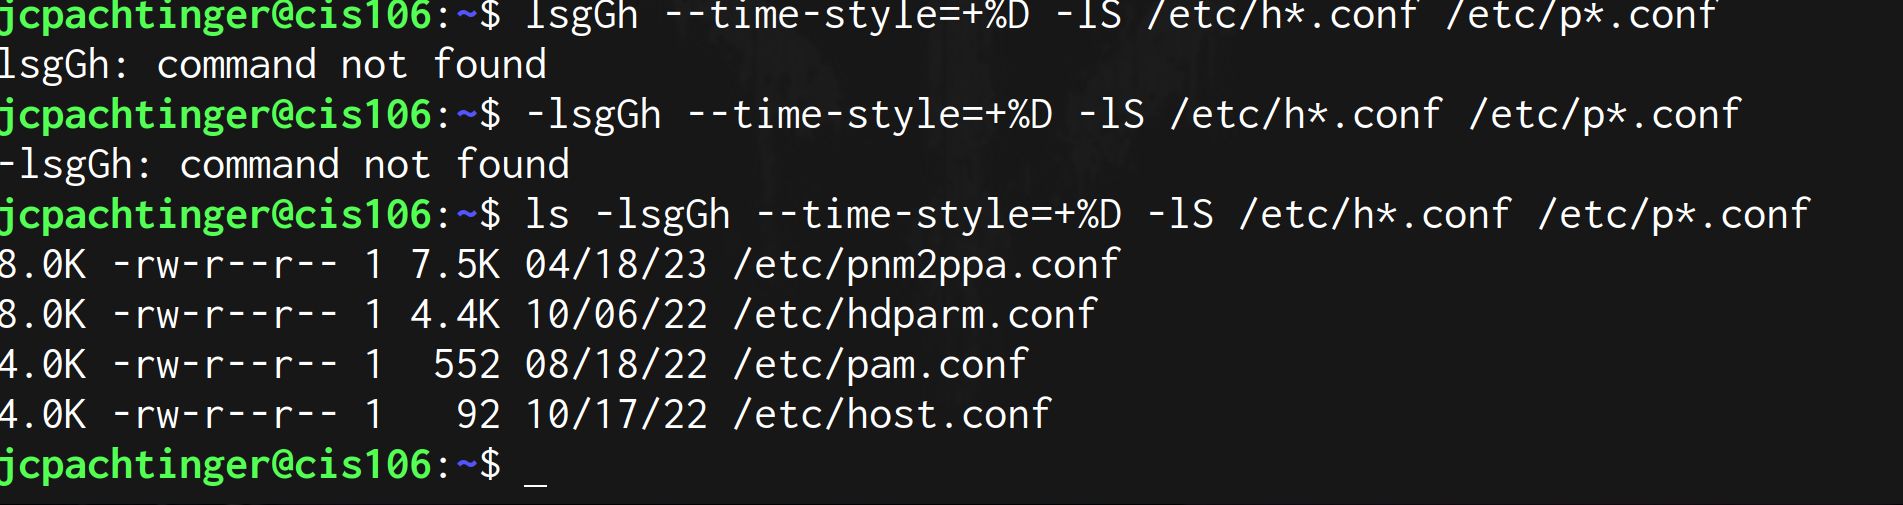 jcpachtinger@cis106:~$ lsgGh --time-style=+%D -lS /etc/h*.conf /etc/p*.conf
lsgGh: command not found
jcpachtinger@cis106:~$ -lsgGh --time-style=+%D -lS /etc/h*.conf /etc/p*.conf
-lsgGh: command not found
jcpachtinger@cis106:~$ ls -lsgGh --time-style=+%D -lS /etc/h*.conf /etc/p*.conf
8.0K -rw-r--r-- 1 7.5K 04/18/23 /etc/pnm2ppa.conf
8.0K -rw-r--r-- 1 4.4K 10/06/22 /etc/hdparm.conf
4.0K -rw-r--r-- 1  552 08/18/22 /etc/pam.conf
4.0K -rw-r--r-- 1   92 10/17/22 /etc/host.conf
jcpachtinger@cis106:~$ _